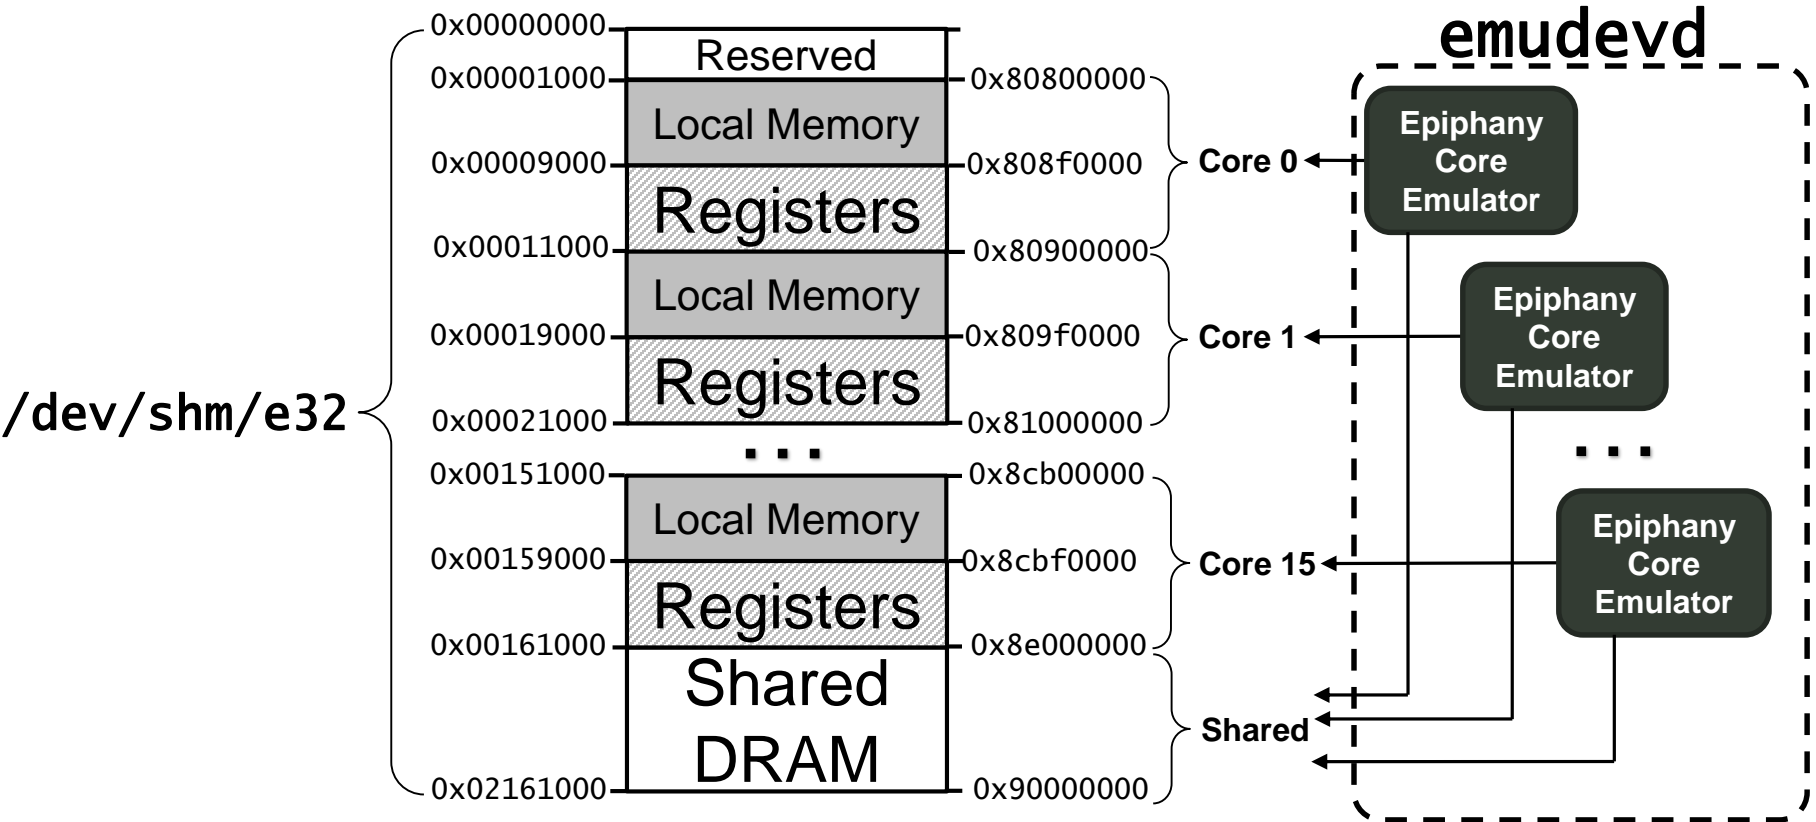 emudevd
0x00000000
Reserved
0x00001000
0x80800000
Local Memory
0x00009000
0x808f0000
Core 0
Epiphany
Core
Emulator
Registers
0x00011000
0x80900000
Local Memory
0x00019000
0x809f0000
Core 1
Epiphany
Core
Emulator
Registers
/dev/shm/e32
0x00021000
0x81000000
...
...
0x00151000
0x8cb00000
Local Memory
0x00159000
0x8cbf0000
Core 15
Epiphany
Core
Emulator
Registers
0x00161000
0x8e000000
Shared
DRAM
Shared
0x02161000
0x90000000